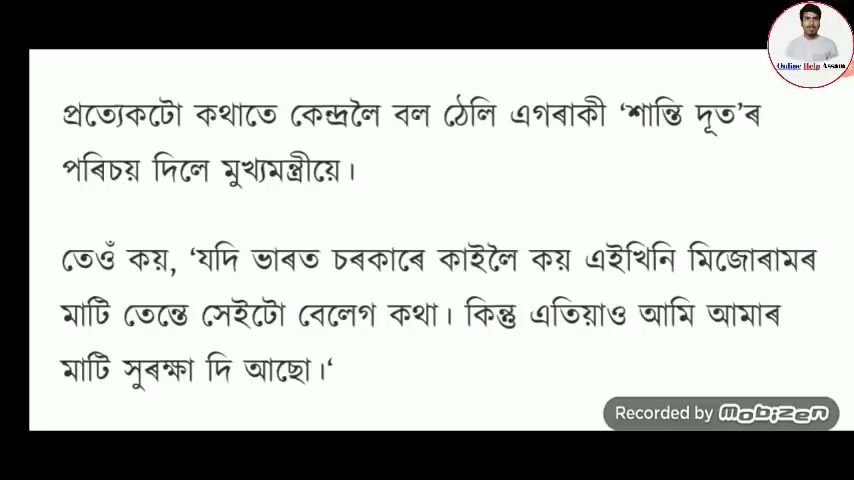 Online Help Assam
প্ৰত্যেকটো কথাতে কেন্দ্ৰলৈ বল ঠেলি এগৰাকী ‘শান্তি দূত’ৰ
পৰিচয় দিলে মুখ্যমন্ত্ৰীয়ে।
তেওঁ কয়, ‘যদি ভাৰত চৰকাৰে কাইলৈ কয় এইখিনি মিজোৰামৰ
মাটি তেন্তে সেইটো বেলেগ কথা। কিন্তু এতিয়াও আমি আমাৰ
মাটি সুৰক্ষা দি আছো।‘
Recorded by MOBIZEN